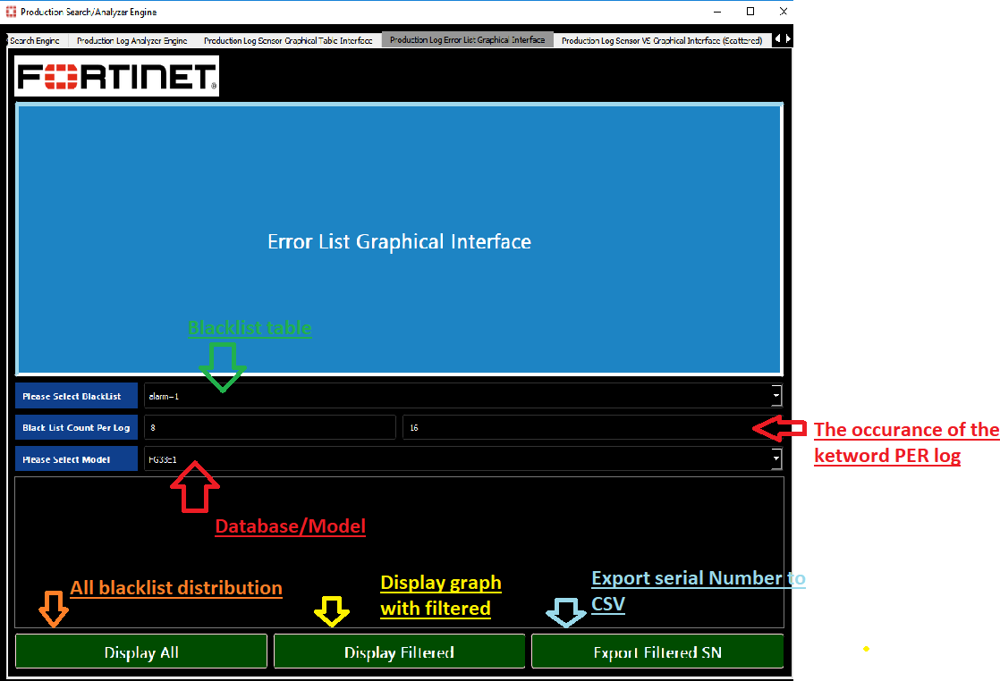 Production Search/Analyzer Engine
Search Engine Production Log Analyzer Engine Production Log Sensor Graphical Table Interface Production Log Error List Graphical Interface Production Log Sensor VS Graphical Interface (Scattered)
FORTINET®
Error List Graphical Interface
Blacklist table
Please Select BlackList alarm-1
Black List Count Per Log 8 16
The occurance of the
ketword PER log
Please Select Model FG33E1
Database/Model
All blacklist distribution
Display graph
with filtered
Export serial Number to
CSV
Display All Display Filtered Export Filtered SN